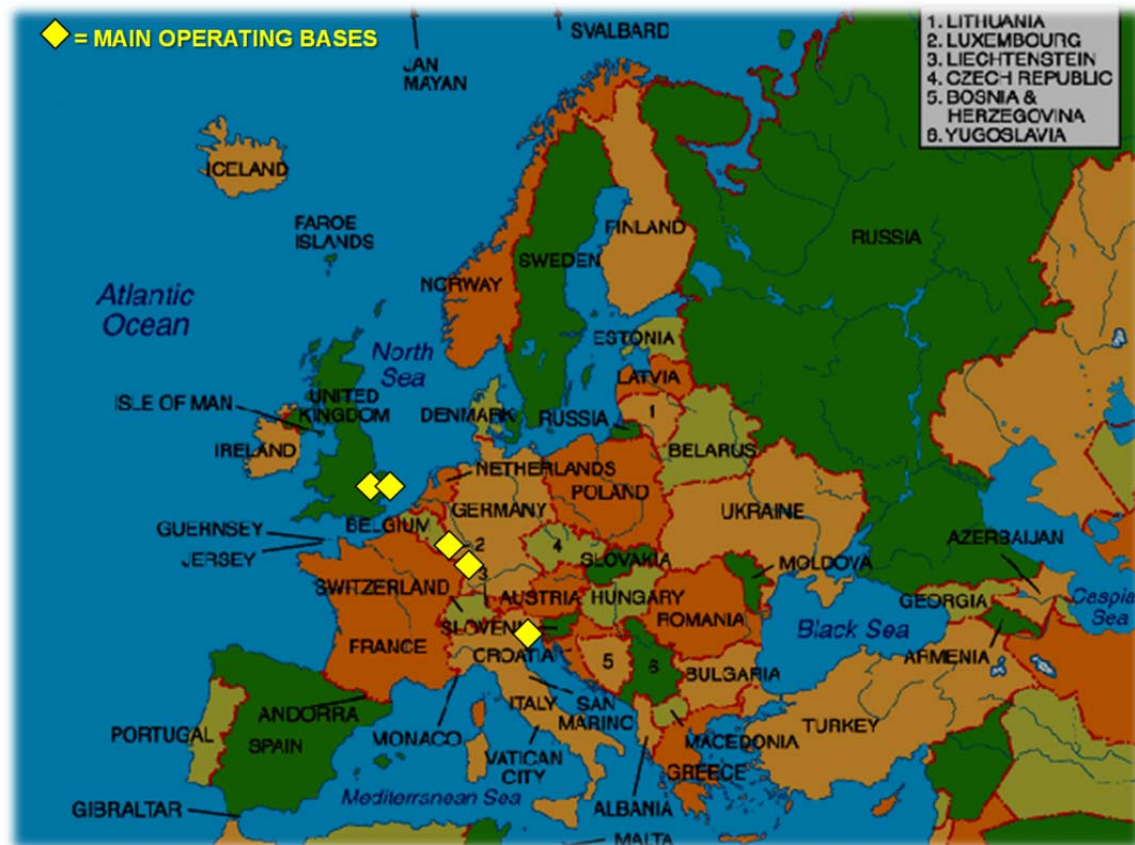 = MAIN OPERATING BASES
SVALBARD
JAN
MAYAN
1. LITHUANIA
2. LUXEMBOURG
3. LIECHTENSTEIN
4. CZECH REPUBLIC
5. BOSNIA &
HERZEGOVINA
6. YUGOSLAVIA
ICELAND
FAROE
ISLANDS
Atlantic
Ocean
NORWAY
SWEDEN
FINLAND
RUSSIA
North
Sea
ESTONIA
LATVIA
ISLE OF MAN
UNITED
KINGDOM
DENMARK
RUSSIA
1
IRELAND
BELARUS
NETHERLANDS
POLAND
GERMANY
UKRAINE
BELGIUM
GUERNSEY
JERSEY
2
4
SLOVAKIA
MOLDOVA
AZERBAIJAN
SWITZERLAND
3
AUSTRIA
HUNGARY
ROMANIA
GEORGIA
Caspia
Sea
FRANCE
SLOVENI
CROATIA
5
6
Black Sea
ARMENIA
BULGARIA
ANDORRA
ITALY
SAN
MARINO
PORTUGAL
SPAIN
MONACO
VATICAN
CITY
MACEDONIA
TURKEY
GREECE
GIBRALTAR
Mediterranean Sea
ALBANIA
MALTA